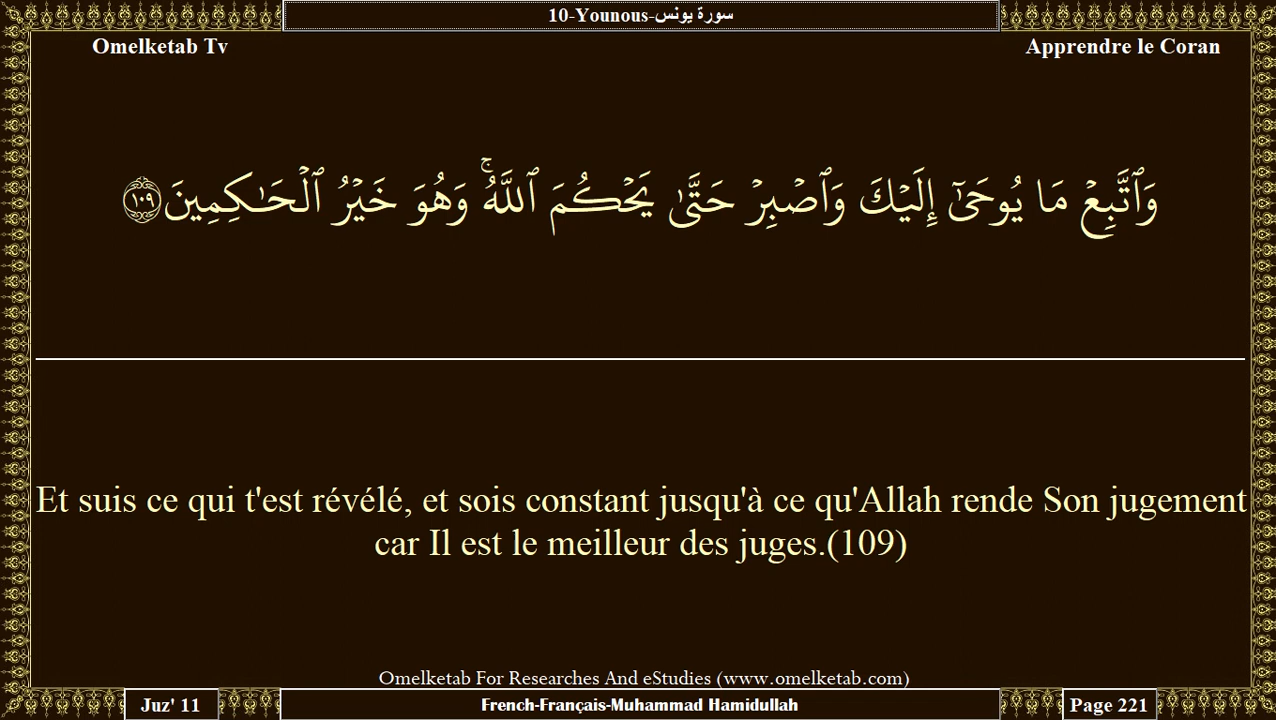 10-Younous-سورة يونس
Omelketab Tv
Apprendre le Coran
وَٱتَّبِعۡ مَا يُوحَىٰٓ إِلَيۡكَ وَٱصۡبِرۡ حَتَّىٰ يَحۡكُمَ ٱللَّهُۚ وَهُوَ خَيۡرُ ٱلۡحَٰكِمِينَ ١٠٩
Et suis ce qui t'est révélé, et sois constant jusqu'à ce qu'Allah rende Son jugement
car Il est le meilleur des juges.(109)
Omelketab For Researches And eStudies (www.omelketab.com)
Juz' 11
French-Français-Muhammad Hamidullah
Page 221